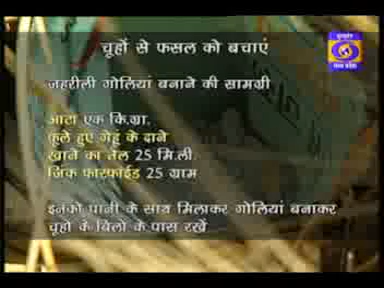 चूहों से फसल को बचाएं
जहरीली गोलियां बनाने की सामग्री
आटा एक कि.ग्रा.
फूले हुए गेहूं के दाने
खाने का तेल 25 मि.ली.
जिंक फास्फाईड 25 ग्राम
इनको पानी के साथ मिलाकर गोलियां बनाकर
चूहों के बिलों के पास रखें